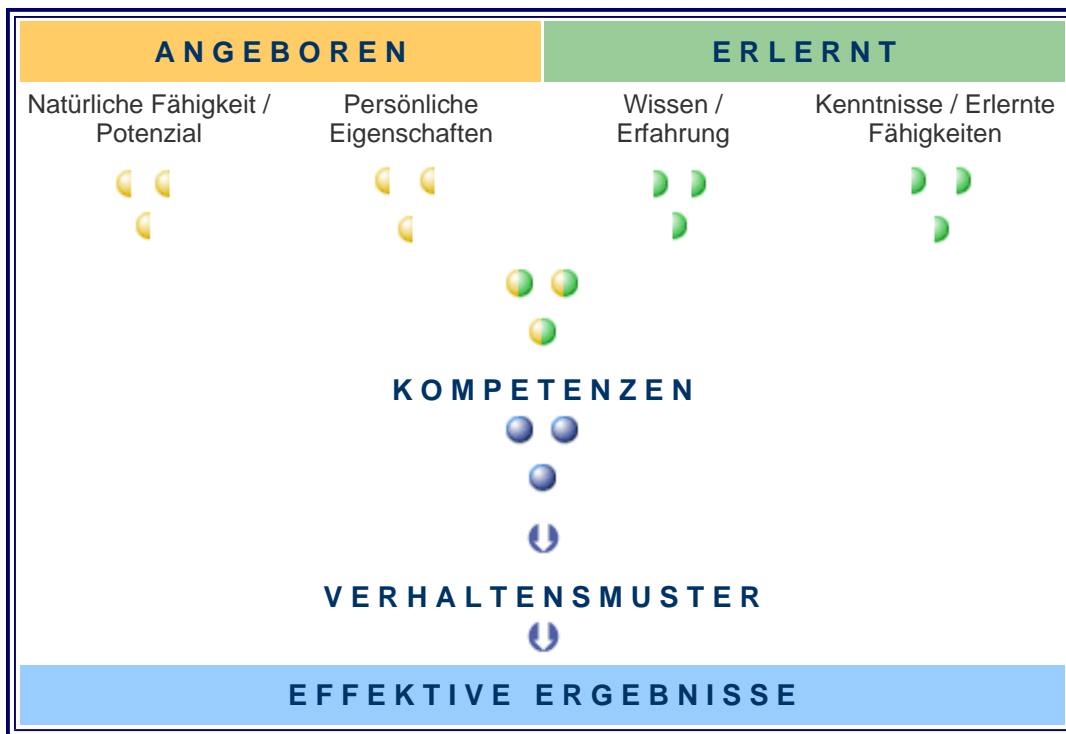 ANGEBOREN
ERLERNT
Natürliche Fähigkeit /
Potenzial
Persönliche
Eigenschaften
Wissen /
Erfahrung
Kenntnisse / Erlernte
Fähigkeiten
KOMPETENZEN
VERHALTENSMUSTER
EFFEKTIVE ERGEBNISSE